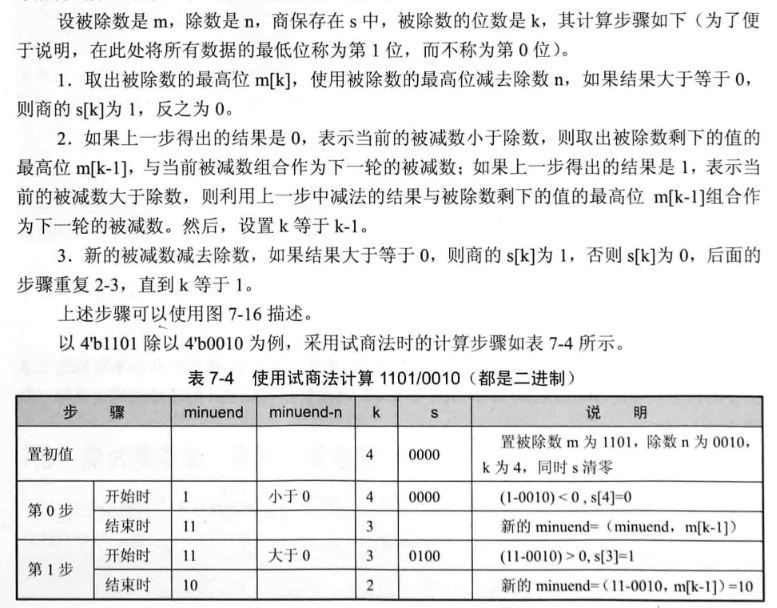 设被除数是 m，除数是 n，商保存在 s 中，被除数的位数是 k，其计算步骤如下（为了便
于说明，在此处将所有数据的最低位称为第 1 位，而不称为第 0 位）。
1．取出被除数的最高位 m[k]，使用被除数的最高位减去除数 n，如果结果大于等于 0，
则商的 s[k]为 1，反之为 0。
2．如果上一步得出的结果是 0，表示当前的被减数小于除数，则取出被除数剩下的值的
最高位 m[k-1]，与当前被减数组合作为下一轮的被减数；如果上一步得出的结果是 1，表示当
前的被减数大于除数，则利用上一步中减法的结果与被除数剩下的值的最高位 m[k-1]组合作
为下一轮的被减数。然后，设置 k 等于 k-1。
3．新的被减数减去除数，如果结果大于等于 0，则商的 s[k]为 1，否则 s[k]为 0，后面的
步骤重复 2-3，直到 k 等于 1。
上述步骤可以使用图 7-16 描述。
以 4'b1101 除以 4'b0010 为例，采用试商法时的计算步骤如表 7-4 所示。
表 7-4 使用试商法计算 1101/0010（都是二进制）
步 骤 minuend minuend-n k s 说 明
置初值 4 0000 置被除数 m 为 1101，除数 n 为 0010，
k 为 4，同时 s 清零
第 0 步 开始时 1 小于 0 4 0000 (1-0010) < 0 , s[4]=0
结束时 11 3 新的 minuend=（minuend，m[k-1]）
第 1 步 开始时 11 大于 0 3 0100 (11-0010) > 0, s[3]=1
结束时 10 2 新的 minuend=（11-0010, m[k-1]）=10